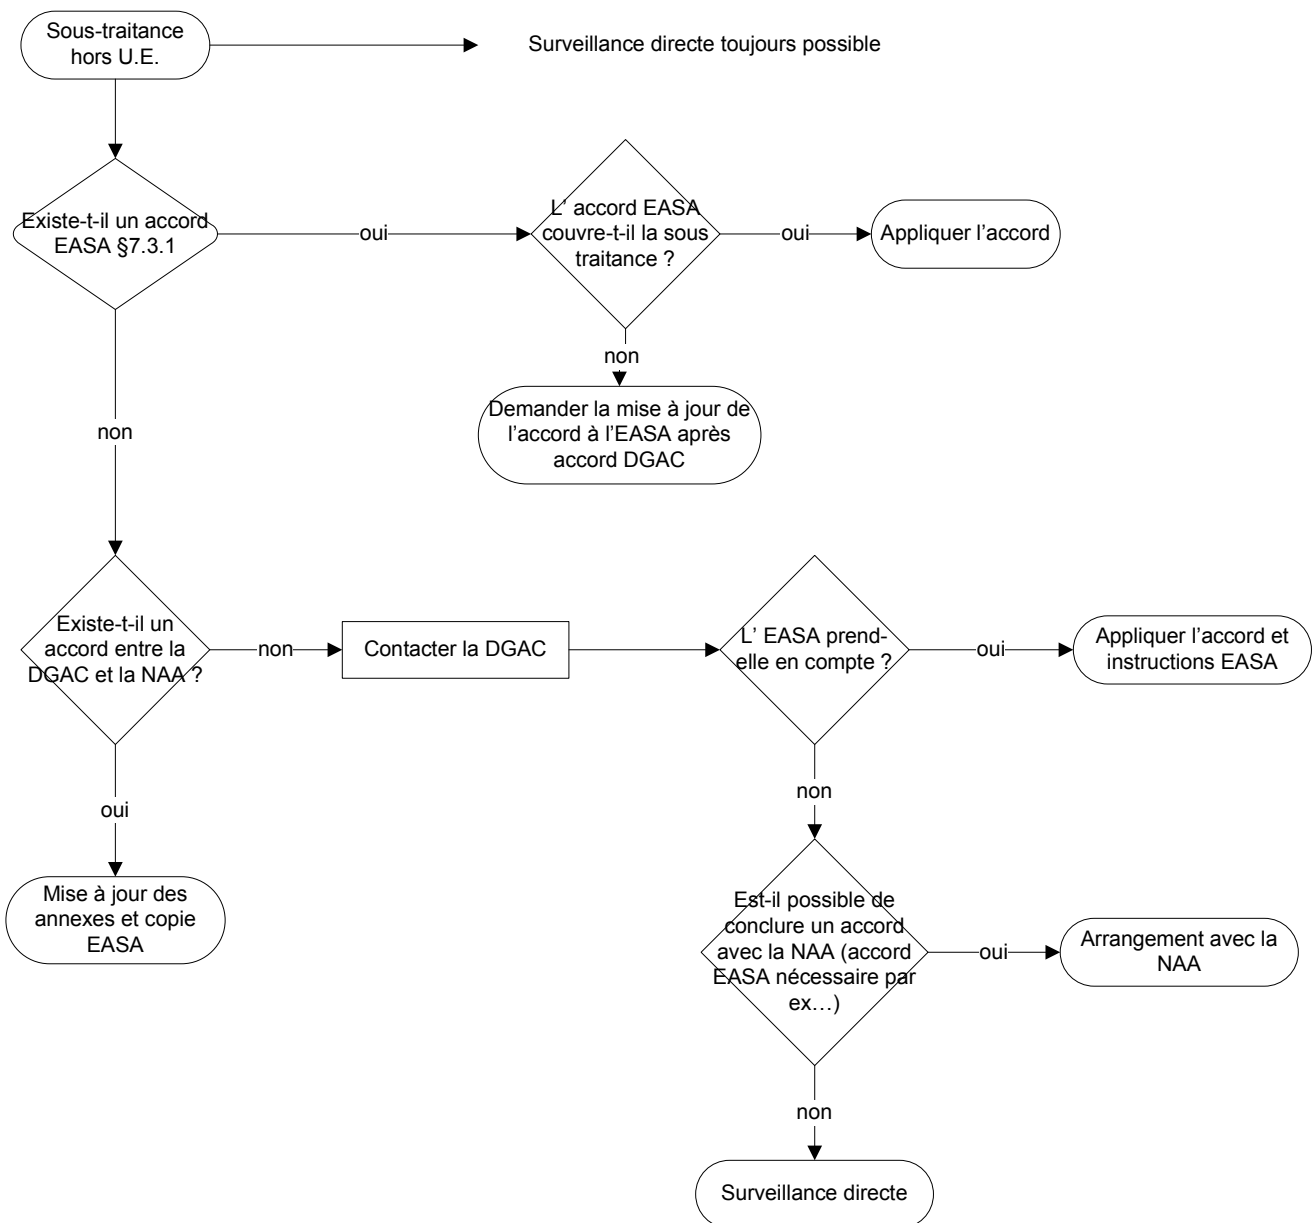 Sous-traitance
hors U.E.
Surveillance directe toujours possible
Existe-t-il un accord
EASA §7.3.1
oui
L' accord EASA
couvre-t-il la sous
traitance ?
oui
Appliquer l'accord
non
Demander la mise à jour de
l'accord à l'EASA après
accord DGAC
non
Existe-t-il un
accord entre la
DGAC et la NAA ?
non
Contacter la DGAC
L' EASA prend-
elle en compte ?
oui
Appliquer l'accord et
instructions EASA
oui
Mise à jour des
annexes et copie
EASA
non
Est-il possible de
conclure un accord
avec la NAA (accord
EASA nécessaire par
ex…)
oui
Arrangement avec la
NAA
non
Surveillance directe